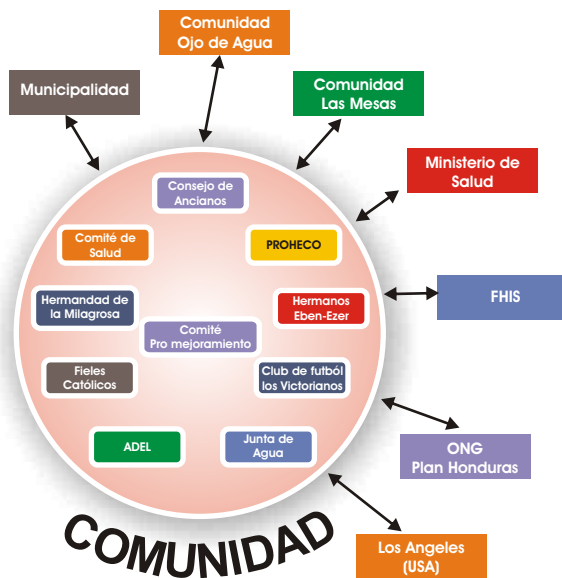 Comunidad
Ojo de Agua
Municipalidad
Comunidad
Las Mesas
Ministerio de
Salud
Consejo de
Ancianos
Comité de
Salud
PROHECO
FHIS
Hermandad de
la Milagrosa
Hermanos
Eben-Ezer
Comité
Pro mejoramiento
Fieles
Católicos
Club de futból
los Victorianos
ADEL
Junta de
Agua
ONG
Plan Honduras
Los Angeles
(USA)
COMUNIDAD